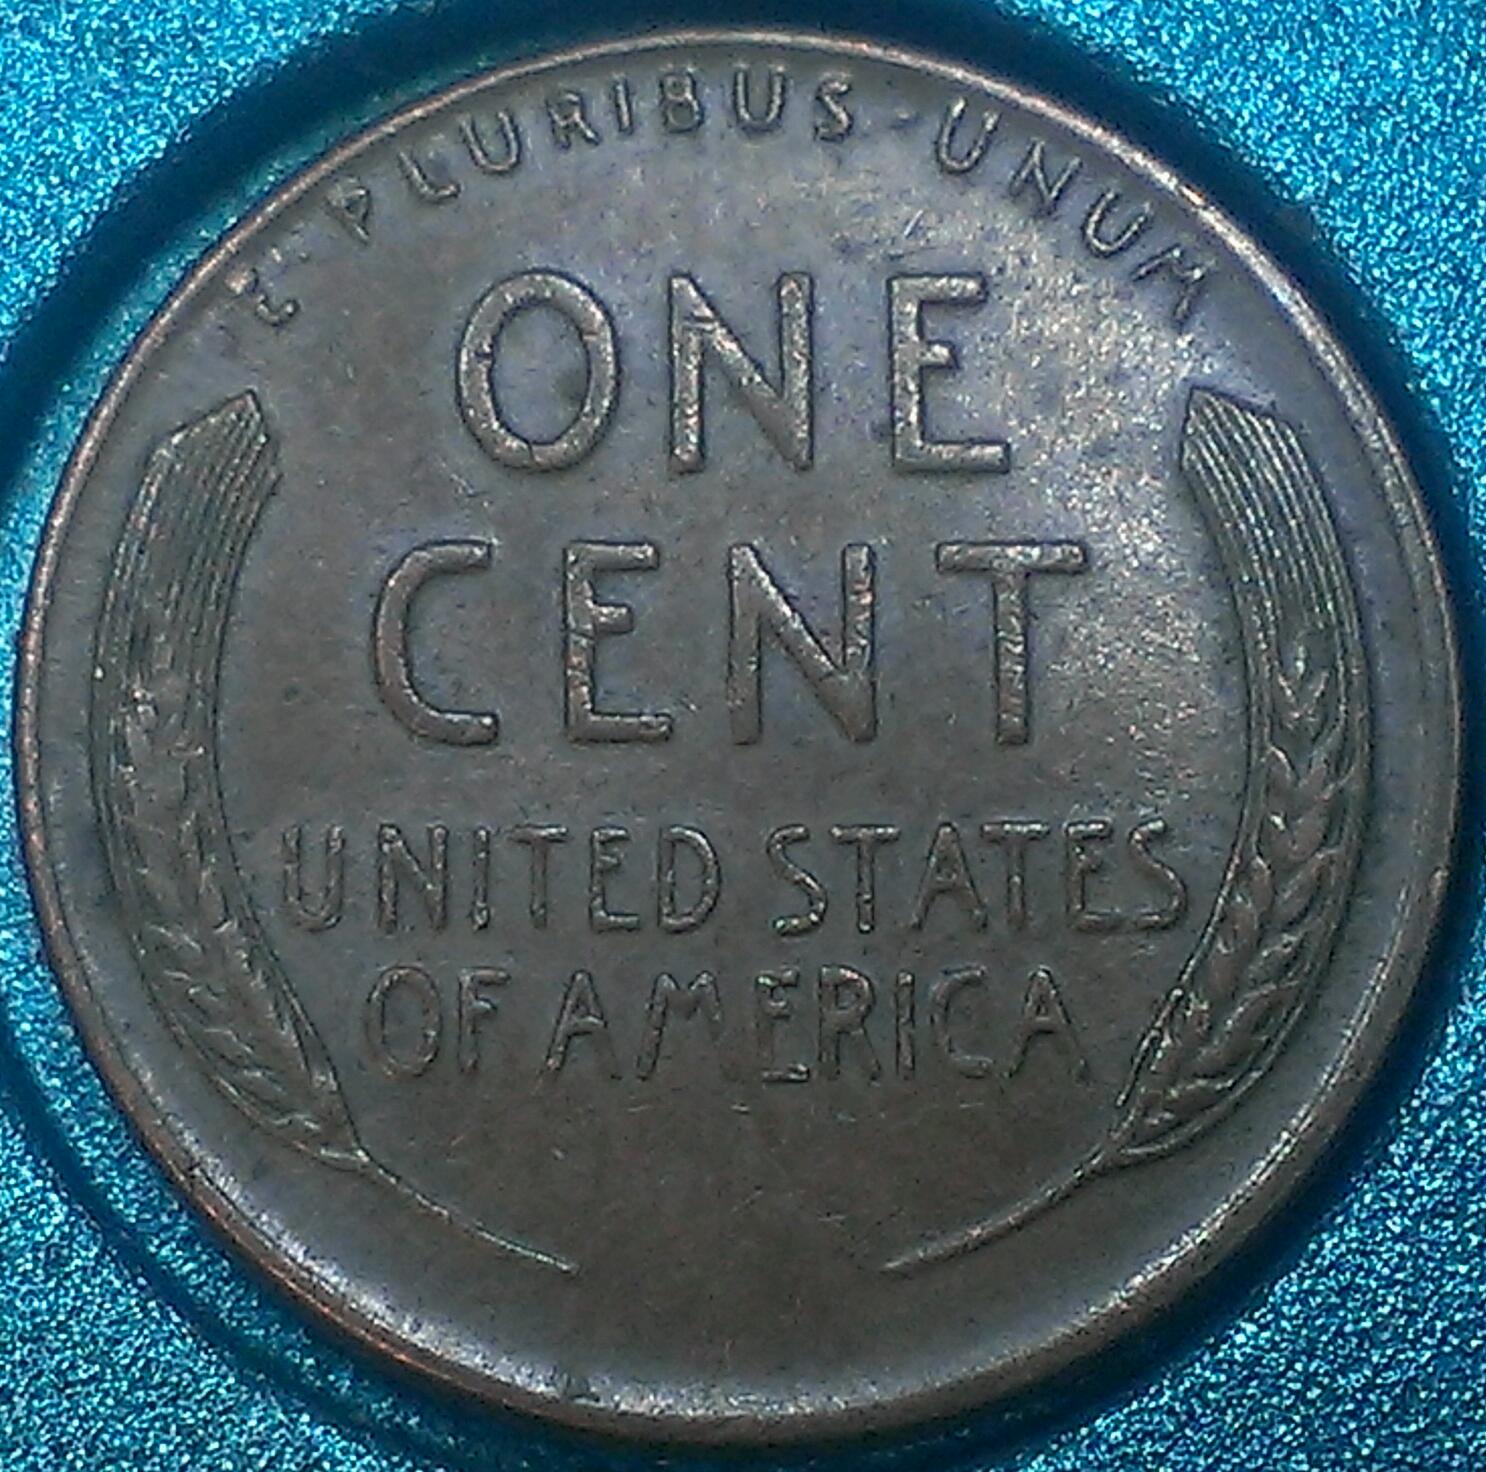 E · PLURIBUS · UNUM
ONE
CENT
UNITED STATES
OF AMERICA